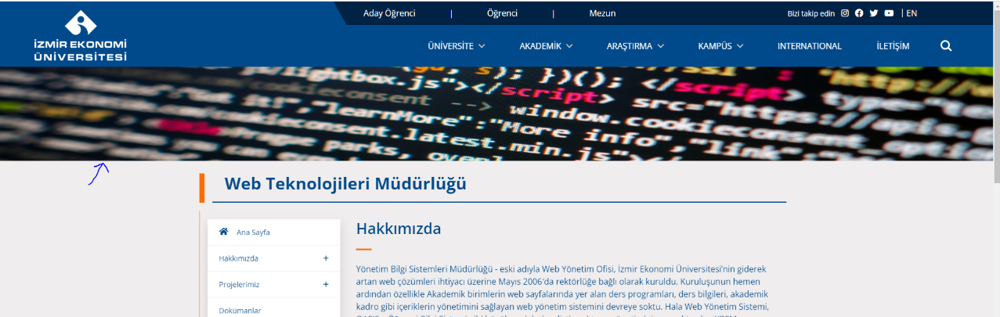 Aday Öğrenci | Öğrenci | Mezun
Bizi takip edin | EN
İZMİR EKONOMİ
ÜNİVERSİTESİ
ÜNİVERSİTE AKADEMİK ARAŞTIRMA KAMPÜS INTERNATIONAL İLETİŞİM
lightbox.js"></script>
})(); </script> src="https://
type=
cookieconsent --> window.cookieconsent
"learnMore":"More info", "link":
cookieconsent.latest.min.js">
Web Teknolojileri Müdürlüğü
Ana Sayfa
Hakkımızda +
Projelerimiz +
Dokümanlar
Hakkımızda
Yönetim Bilgi Sistemleri Müdürlüğü - eski adıyla Web Yönetim Ofisi, İzmir Ekonomi Üniversitesi'nin giderek
artan web çözümleri ihtiyacı üzerine Mayıs 2006'da rektörlüğe bağlı olarak kuruldu. Kuruluşunun hemen
ardından özellikle Akademik birimlerin web sayfalarında yer alan ders programları, ders bilgileri, akademik
kadro gibi içeriklerin yönetimini sağlayan web yönetim sistemini devreye soktu. Hala Web Yönetim Sistemi,